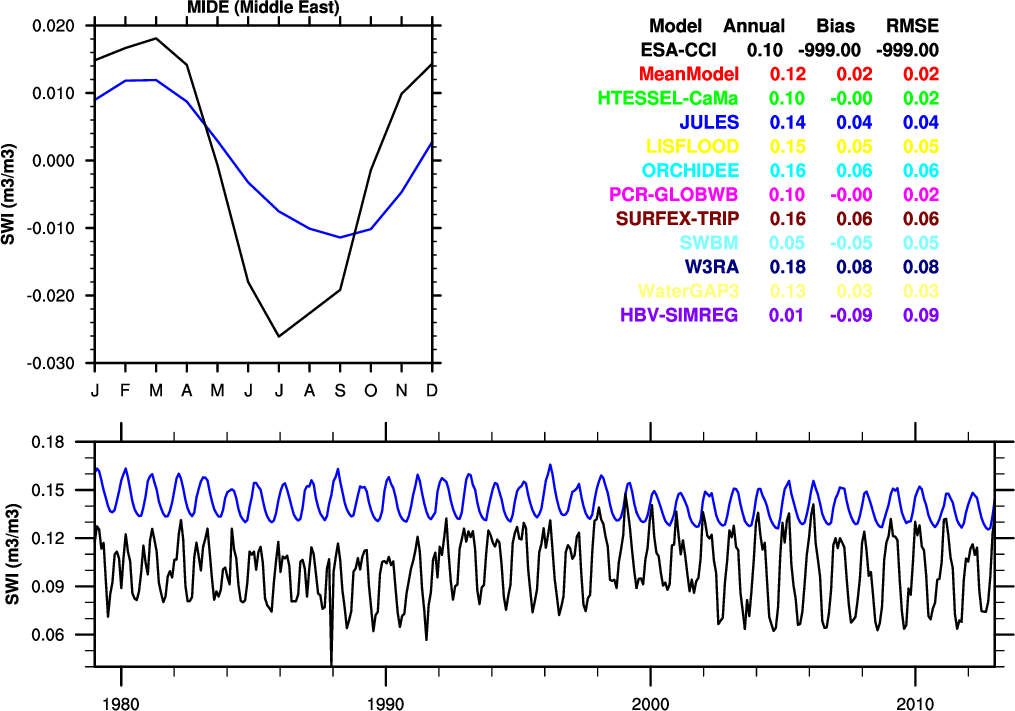 MIDE (Middle East)
0.020
0.010
0.000
-0.010
-0.020
-0.030
SWI (m3/m3)
J F M A M J J A S O N D
Model Annual Bias RMSE
ESA-CCI 0.10 -999.00 -999.00
MeanModel 0.12 0.02 0.02
HTESSEL-CaMa 0.10 -0.00 0.02
JULES 0.14 0.04 0.04
LISFLOOD 0.15 0.05 0.05
ORCHIDEE 0.16 0.06 0.06
PCR-GLOBWB 0.10 -0.00 0.02
SURFEX-TRIP 0.16 0.06 0.06
SWBM 0.05 -0.05 0.05
W3RA 0.18 0.08 0.08
WaterGAP3 0.13 0.03 0.03
HBV-SIMREG 0.01 -0.09 0.09
0.18
0.15
0.12
0.09
0.06
SWI (m3/m3)
1980 1990 2000 2010